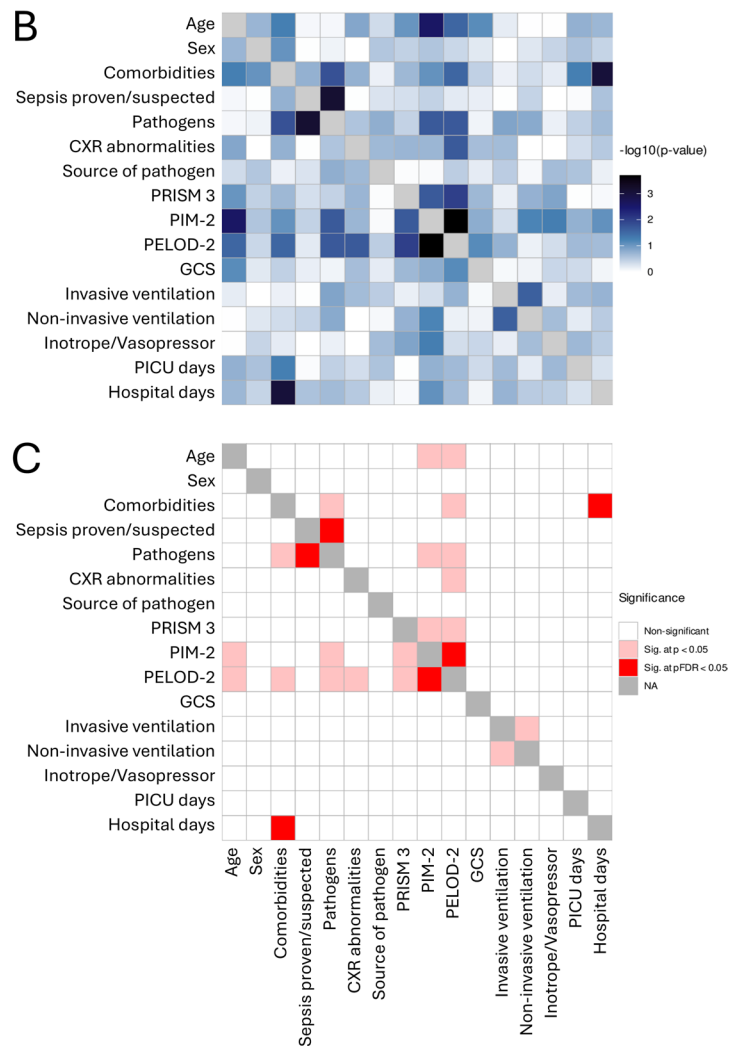 B
Age
Sex
Comorbidities
Sepsis proven/suspected
Pathogens
CXR abnormalities
Source of pathogen
PRISM 3
PIM-2
PELOD-2
GCS
Invasive ventilation
Non-invasive ventilation
Inotrope/Vasopressor
PICU days
Hospital days
-log10(p-value)
3
2
1
0
C
Age
Sex
Comorbidities
Sepsis proven/suspected
Pathogens
CXR abnormalities
Source of pathogen
PRISM 3
PIM-2
PELOD-2
GCS
Invasive ventilation
Non-invasive ventilation
Inotrope/Vasopressor
PICU days
Hospital days
Significance
Non-significant
Sig. at p < 0.05
Sig. at pFDR < 0.05
NA
Age
Sex
Comorbidities
Sepsis proven/suspected
Pathogens
CXR abnormalities
Source of pathogen
PRISM 3
PIM-2
PELOD-2
GCS
Invasive ventilation
Non-invasive ventilation
Inotrope/Vasopressor
PICU days
Hospital days